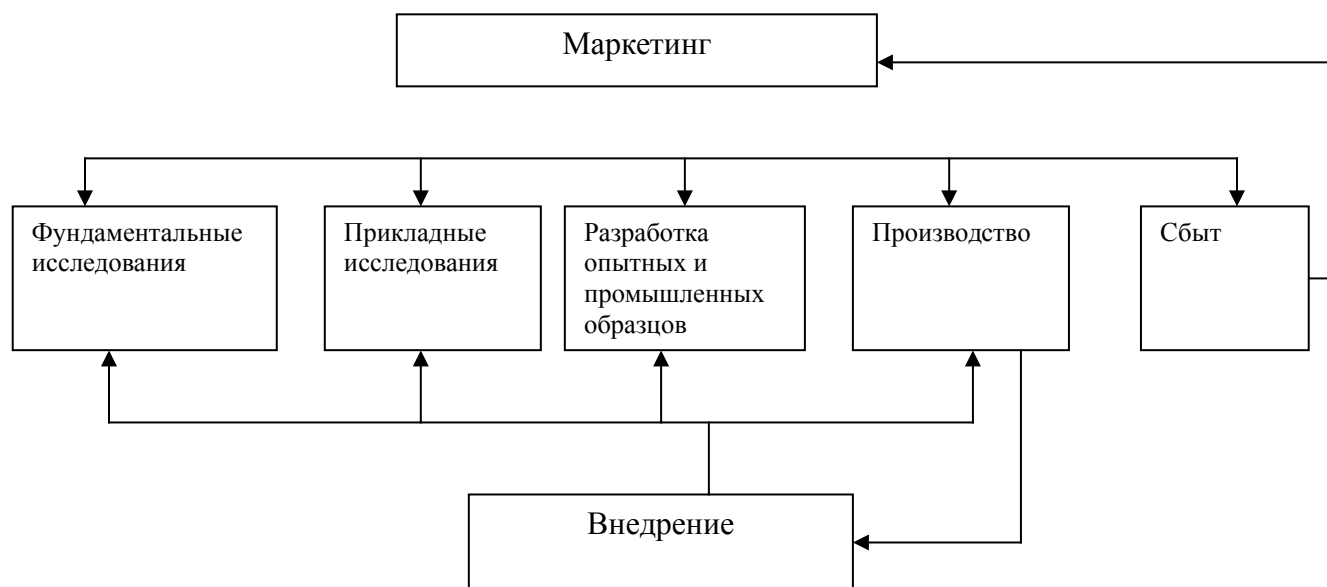 Маркетинг
Фундаментальные
исследования
Прикладные
исследования
Разработка
опытных и
промышленных
образцов
Производство
Сбыт
Внедрение